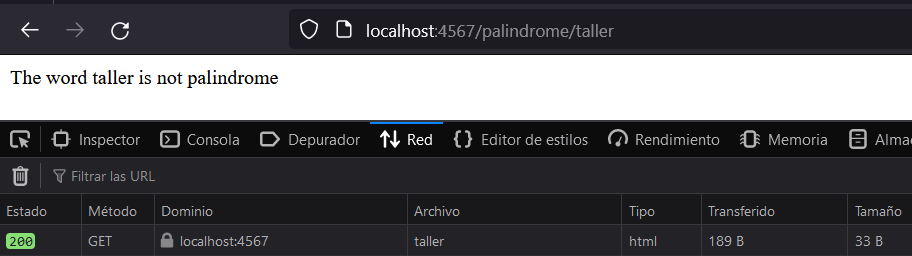 localhost:4567/palindrome/taller
The word taller is not palindrome
Inspector Consola Depurador Red Editor de estilos Rendimiento Memoria Alma
Filtrar las URL
Estado Método Dominio Archivo Tipo Transferido Tamaño
200 GET localhost:4567 taller html 189 B 33 B